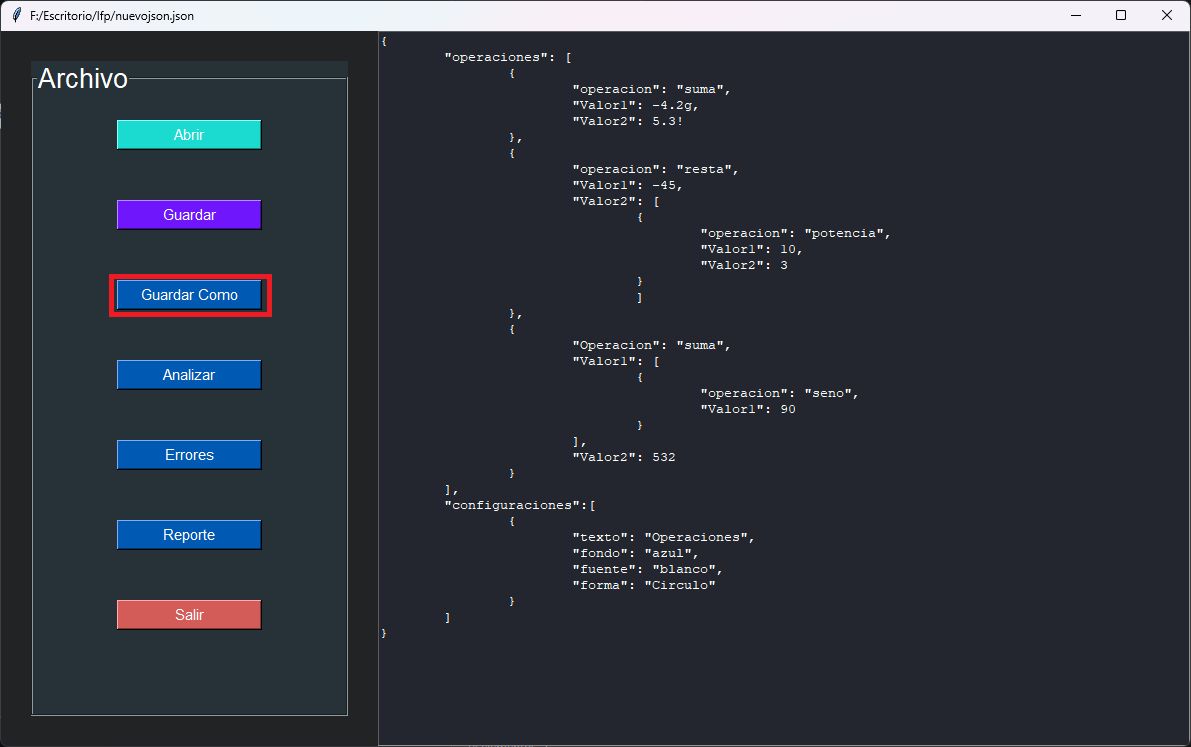 F:/Escritorio/lfp/nuevojson.json
Archivo
Abrir
Guardar
Guardar Como
Analizar
Errores
Reporte
Salir
{
"operaciones": [
{
"operacion": "suma",
"Valor1": -4.2g,
"Valor2": 5.3!
},
{
"operacion": "resta",
"Valor1": -45,
"Valor2": [
{
"operacion": "potencia",
"Valor1": 10,
"Valor2": 3
}
]
},
{
"Operacion": "suma",
"Valor1": [
{
"operacion": "seno",
"Valor1": 90
}
],
"Valor2": 532
}
],
"configuraciones":[
{
"texto": "Operaciones",
"fondo": "azul",
"fuente": "blanco",
"forma": "Circulo"
}
]
}